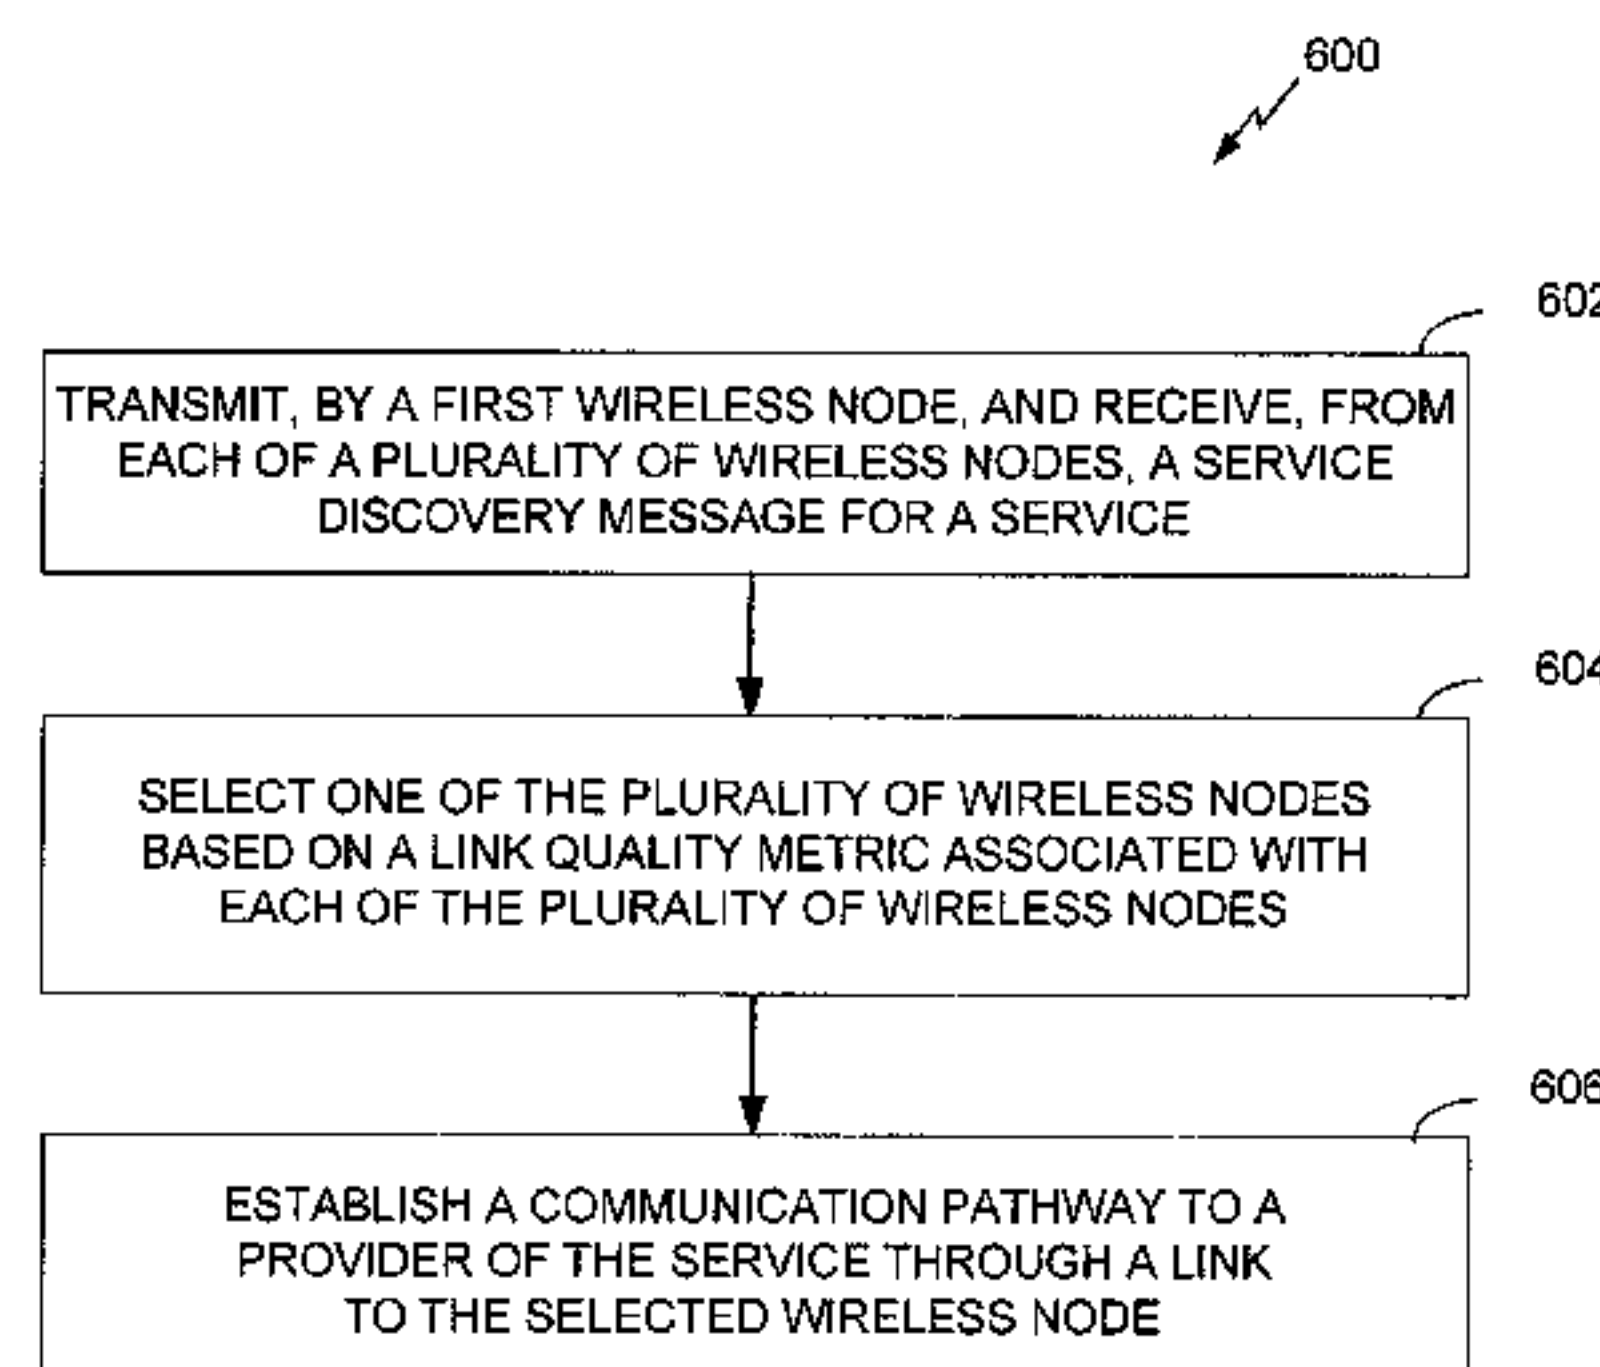 600
602
TRANSMIT, BY A FIRST WIRELESS NODE, AND RECEIVE, FROM
EACH OF A PLURALITY OF WIRELESS NODES, A SERVICE
DISCOVERY MESSAGE FOR A SERVICE
604
SELECT ONE OF THE PLURALITY OF WIRELESS NODES
BASED ON A LINK QUALITY METRIC ASSOCIATED WITH
EACH OF THE PLURALITY OF WIRELESS NODES
606
ESTABLISH A COMMUNICATION PATHWAY TO A
PROVIDER OF THE SERVICE THROUGH A LINK
TO THE SELECTED WIRELESS NODE